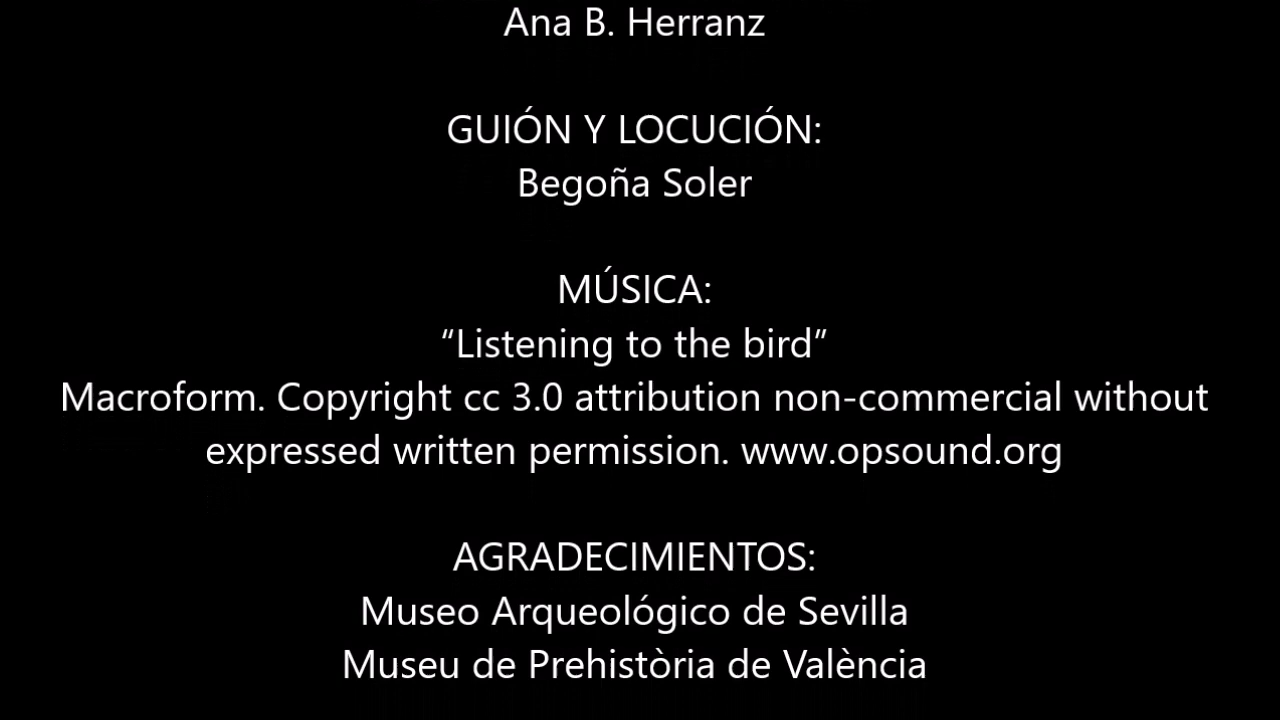 Ana B. Herranz
GUIÓN Y LOCUCIÓN:
Begoña Soler
MÚSICA:
“Listening to the bird”
Macroform. Copyright cc 3.0 attribution non-commercial without
expressed written permission. www.opsound.org
AGRADECIMIENTOS:
Museo Arqueológico de Sevilla
Museu de Prehistòria de València